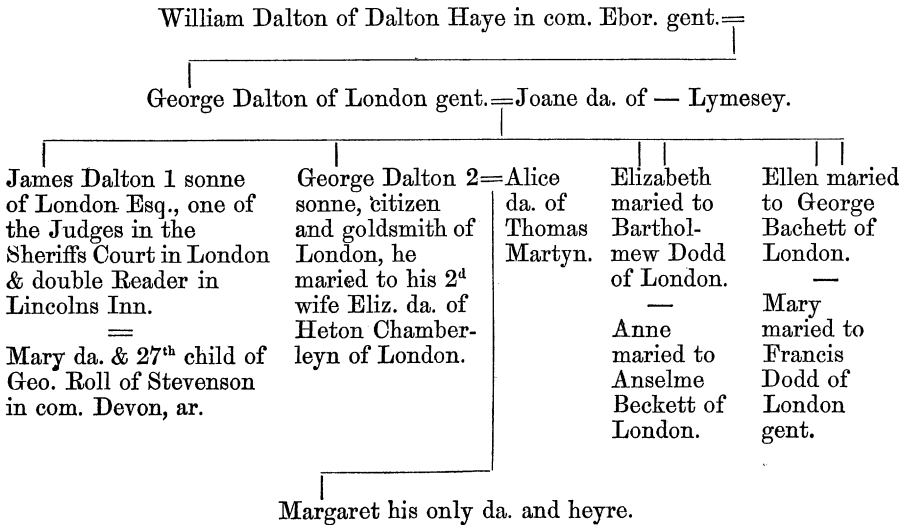 William Dalton of Dalton Haye in com. Ebor. gent.=
George Dalton of London gent.=Joane da. of — Lymesey.
James Dalton 1 sonne
of London Esq., one of
the Judges in the
Sheriffs Court in London
& double Reader in
Lincolns Inn.
=
Mary da. & 27th child of
Geo. Roll of Stevenson
in com. Devon, ar.
George Dalton 2=Alice
sonne, citizen
and goldsmith of
London, he
maried to his 2d
wife Eliz. da. of
Heton Chamber-
leyn of London.
da. of
Thomas
Martyn.
Elizabeth
maried to
Barthol-
mew Dodd
of London.
—
Anne
maried to
Anselme
Beckett of
London.
Ellen maried
to George
Bachett of
London.
—
Mary
maried to
Francis
Dodd of
London
gent.
Margaret his only da. and heyre.